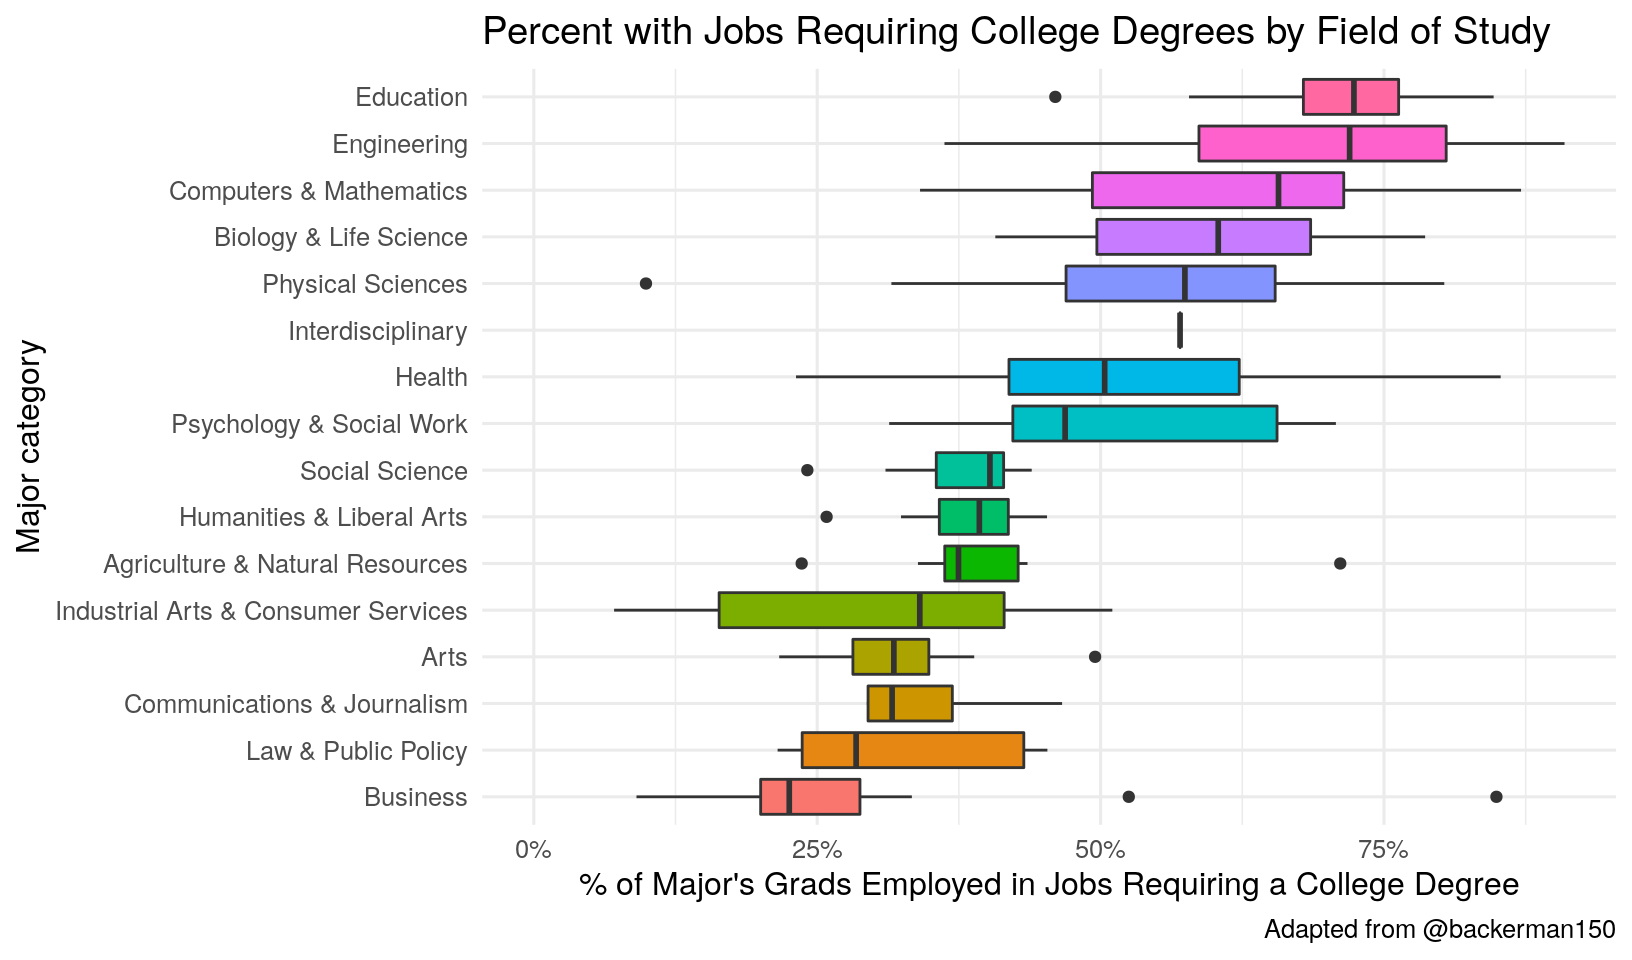 Percent with Jobs Requiring College Degrees by Field of Study
Major category
Education
Engineering
Computers & Mathematics
Biology & Life Science
Physical Sciences
Interdisciplinary
Health
Psychology & Social Work
Social Science
Humanities & Liberal Arts
Agriculture & Natural Resources
Industrial Arts & Consumer Services
Arts
Communications & Journalism
Law & Public Policy
Business
0% 25% 50% 75%
% of Major's Grads Employed in Jobs Requiring a College Degree
Adapted from @backerman150